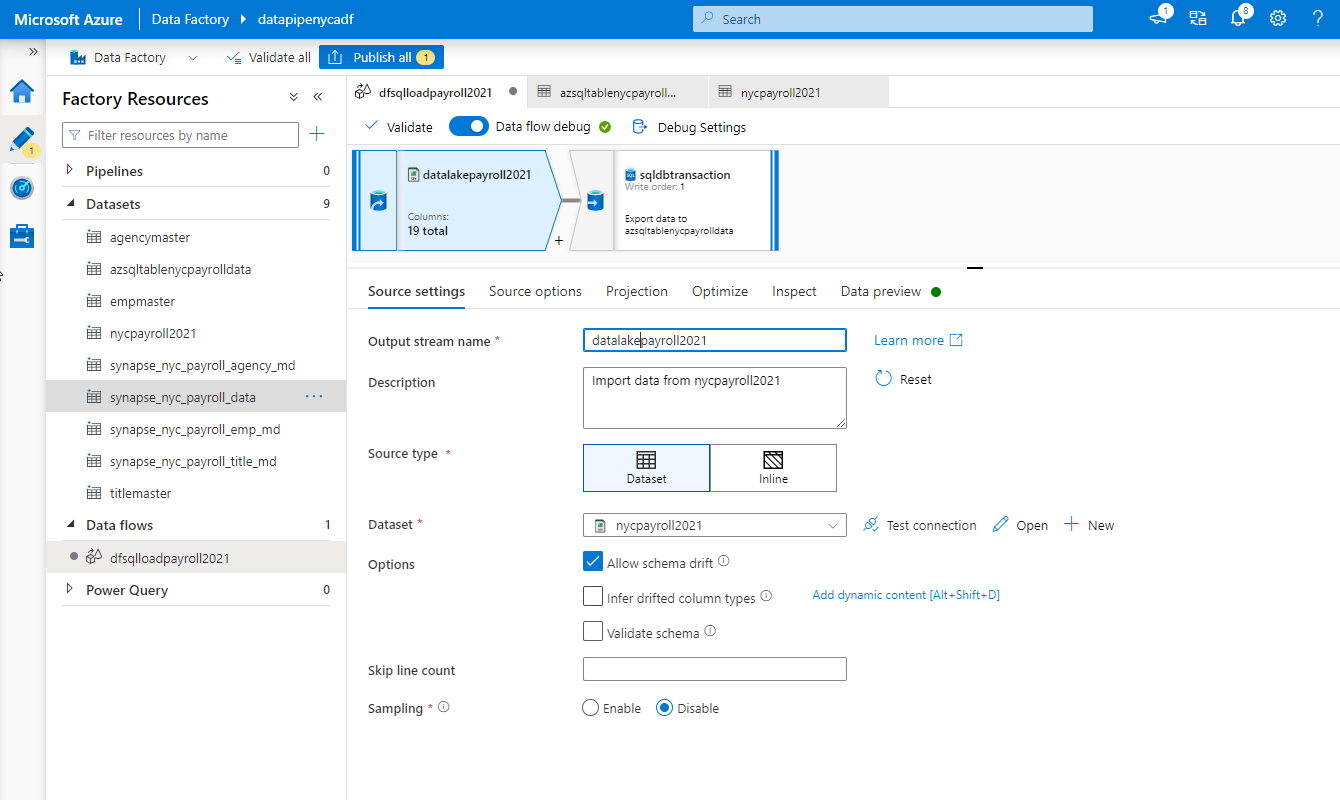 Microsoft Azure
Data Factory
datapipenycadf
Search
1
8
?
Data Factory
Validate all
Publish all 1
Factory Resources
Filter resources by name
1
Pipelines 0
Datasets 9
agencymaster
azsqltablenycpayrolldata
empmaster
nycpayroll2021
synapse_nyc_payroll_agency_md
synapse_nyc_payroll_data ...
synapse_nyc_payroll_emp_md
synapse_nyc_payroll_title_md
titlemaster
Data flows 1
dfsqlloadpayroll2021
Power Query 0
dfsqlloadpayroll2021
azsqltablenycpayroll...
nycpayroll2021
Validate
Data flow debug
Debug Settings
datalakepayroll2021
Columns:
19 total
+
sqldbtransaction
Write order: 1
Export data to
azsqltablenycpayrolldata
Source settings
Source options
Projection
Optimize
Inspect
Data preview
Output stream name *
datalakepayroll2021
Learn more
Description
Import data from nycpayroll2021
Reset
Source type *
Dataset
Inline
Dataset *
nycpayroll2021
Test connection
Open
New
Options
Allow schema drift
Infer drifted column types
Add dynamic content [Alt+Shift+D]
Validate schema
Skip line count
Sampling *
Enable
Disable